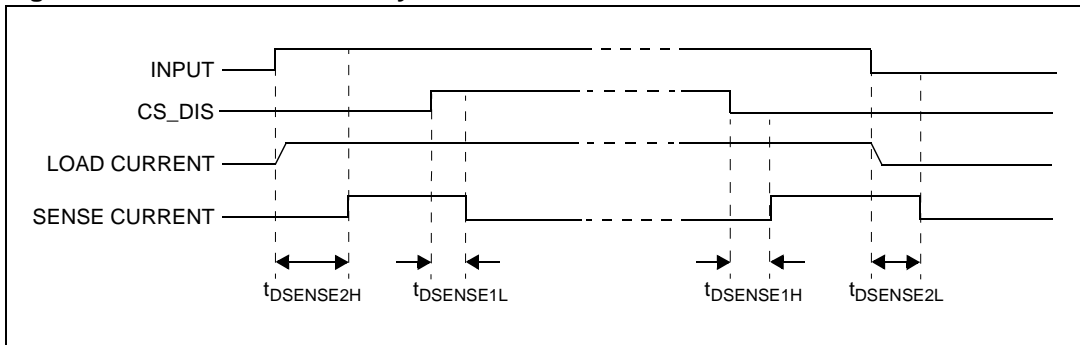 INPUT
CS_DIS
LOAD CURRENT
SENSE CURRENT
tDSENSE2H
tDSENSE1L
tDSENSE1H
tDSENSE2L